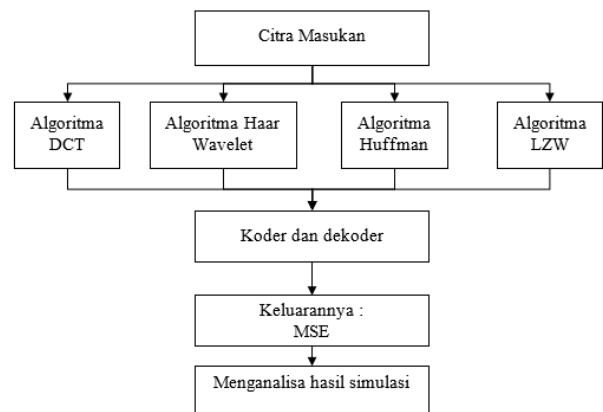 Citra Masukan
Algoritma
DCT
Algoritma Haar
Wavelet
Algoritma
Huffman
Algoritma
LZW
Koder dan dekoder
Keluarannya :
MSE
Menganalisa hasil simulasi